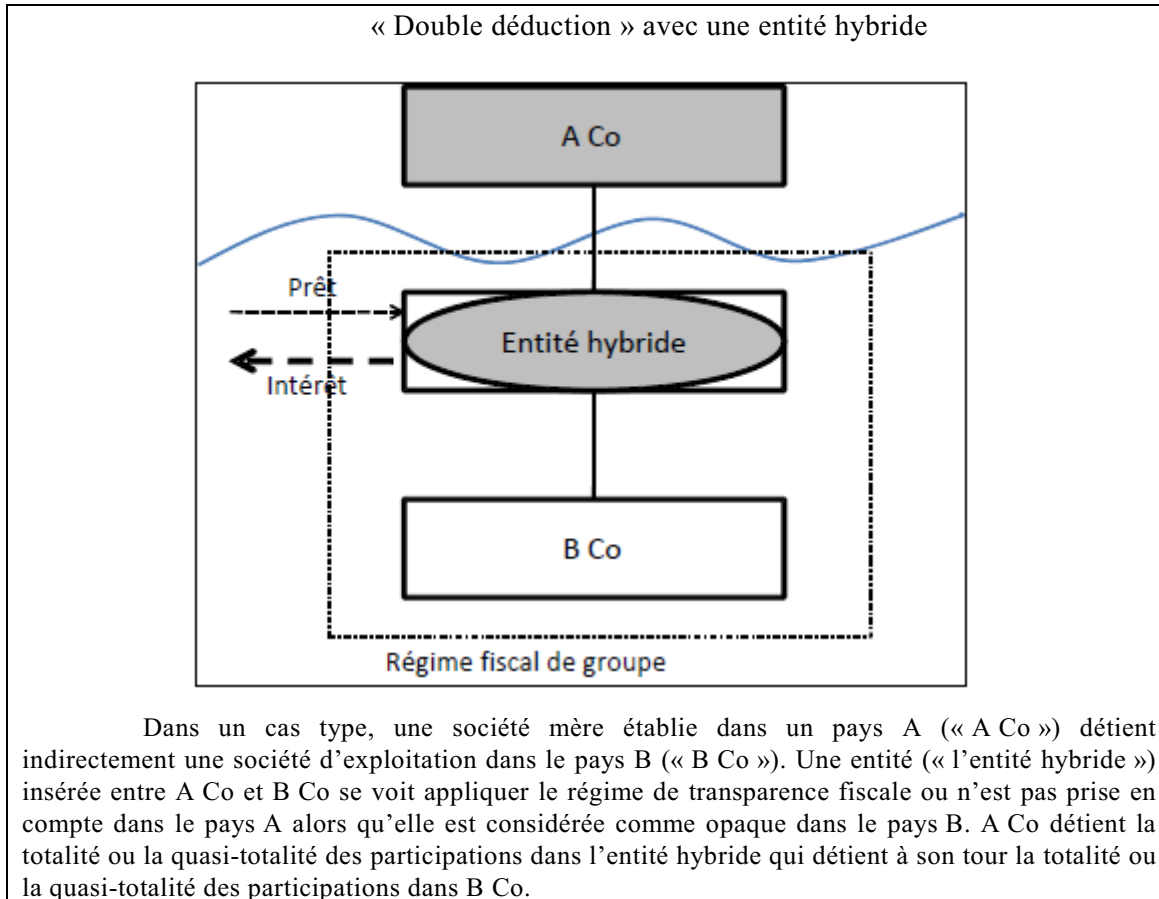 « Double déduction » avec une entité hybride
A Co
Prêt
Entité hybride
Intérêt
B Co
Régime fiscal de groupe
Dans un cas type, une société mère établie dans un pays A (« A Co ») détient
indirectement une société d’exploitation dans le pays B (« B Co »). Une entité (« l’entité hybride »)
insérée entre A Co et B Co se voit appliquer le régime de transparence fiscale ou n’est pas prise en
compte dans le pays A alors qu’elle est considérée comme opaque dans le pays B. A Co détient la
totalité ou la quasi-totalité des participations dans l’entité hybride qui détient à son tour la totalité ou
la quasi-totalité des participations dans B Co.